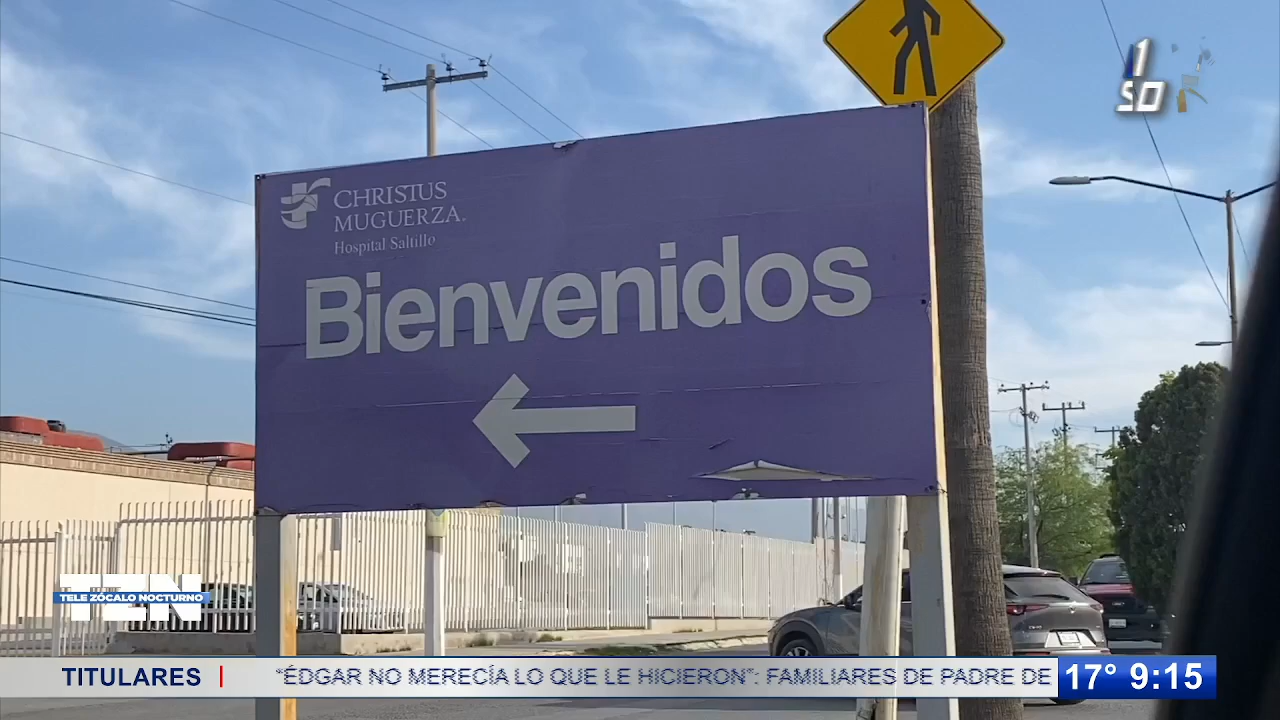 CHRISTUS
MUGUERZA.
Hospital Saltillo
Bienvenidos
TZN
TELE ZÓCALO NOCTURNO
TITULARES
“ÉDGAR NO MERECÍA LO QUE LE HICIERON”: FAMILIARES DE PADRE DE
17° 9:15